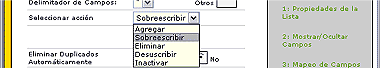 Delimitador de Campos: Otros
Seleccionar acción Sobreescribir
Agregar
Sobreescribir
Eliminar
Desuscribir
Inactivar
Eliminar Duplicados
Automáticamente
No
1: Propiedades de la
Lista
2: Mostrar/Ocultar
Campos
3: Mapeo de Campos